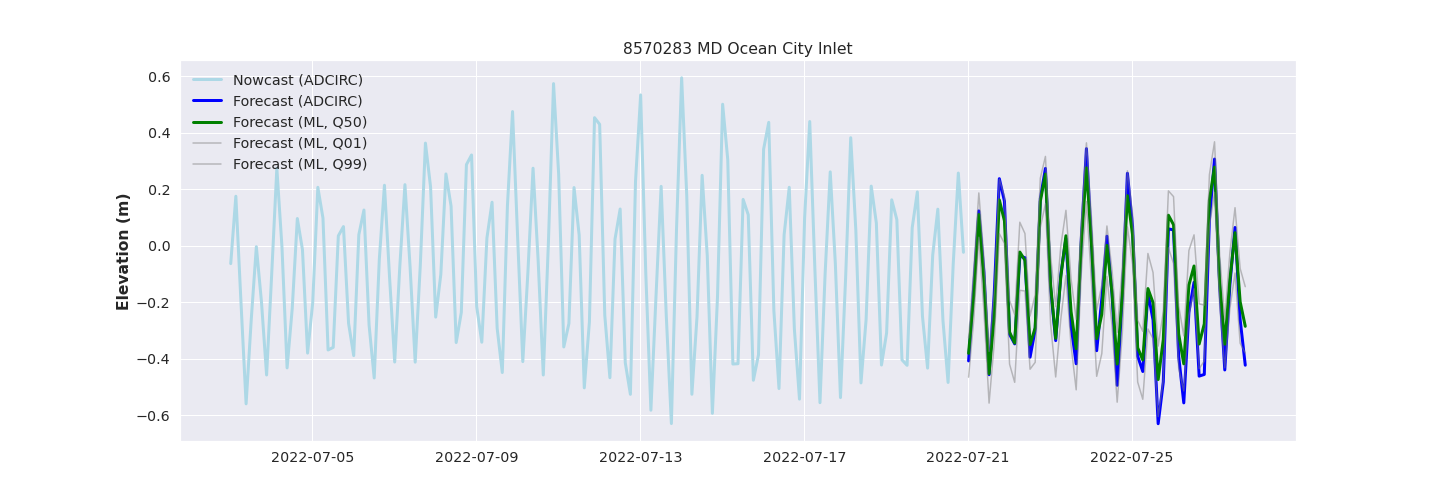 8570283 MD Ocean City Inlet
Nowcast (ADCIRC)
Forecast (ADCIRC)
Forecast (ML, Q50)
Forecast (ML, Q01)
Forecast (ML, Q99)
Elevation (m)
0.6
0.4
0.2
0.0
−0.2
−0.4
−0.6
2022-07-05 2022-07-09 2022-07-13 2022-07-17 2022-07-21 2022-07-25